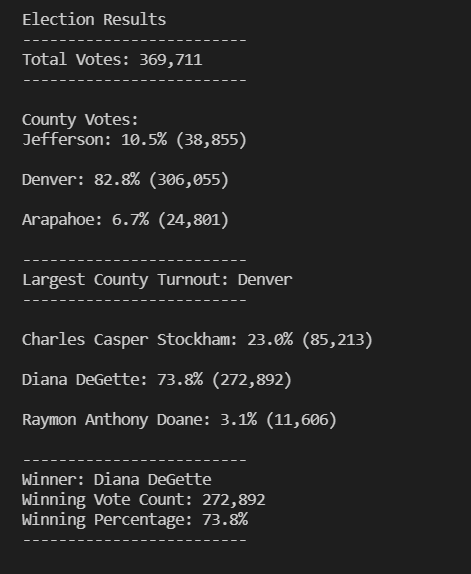 Election Results
-------------------------
Total Votes: 369,711
-------------------------
County Votes:
Jefferson: 10.5% (38,855)
Denver: 82.8% (306,055)
Arapahoe: 6.7% (24,801)
-------------------------
Largest County Turnout: Denver
-------------------------
Charles Casper Stockham: 23.0% (85,213)
Diana DeGette: 73.8% (272,892)
Raymon Anthony Doane: 3.1% (11,606)
-------------------------
Winner: Diana DeGette
Winning Vote Count: 272,892
Winning Percentage: 73.8%
-------------------------